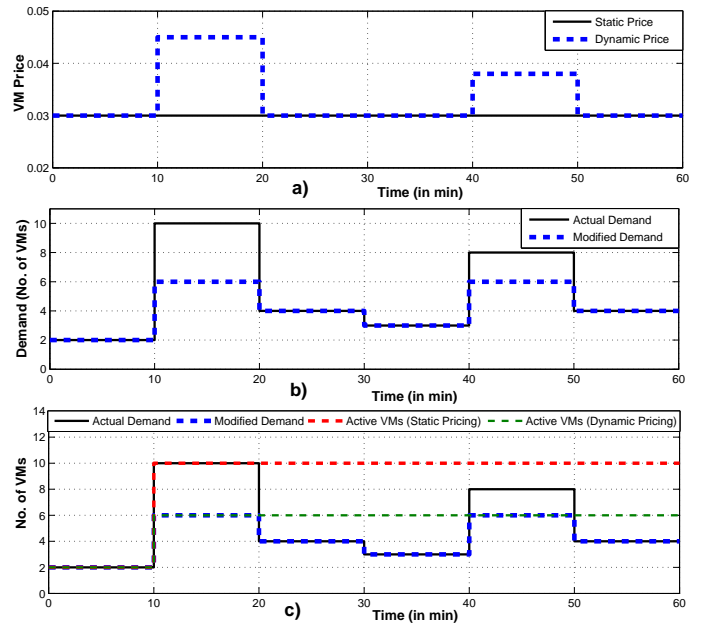 0.05
0.04
0.03
0.02
VM Price
Static Price
Dynamic Price
0 10 20 30 40 50 60
a)
Time (in min)
10
8
6
4
2
0
Demand (No. of VMs)
Actual Demand
Modified Demand
0 10 20 30 40 50 60
b)
Time (in min)
14
12
10
8
6
4
2
0
No. of VMs
Actual Demand Modified Demand Active VMs (Static Pricing) Active VMs (Dynamic Pricing)
0 10 20 30 40 50 60
c)
Time (in min)